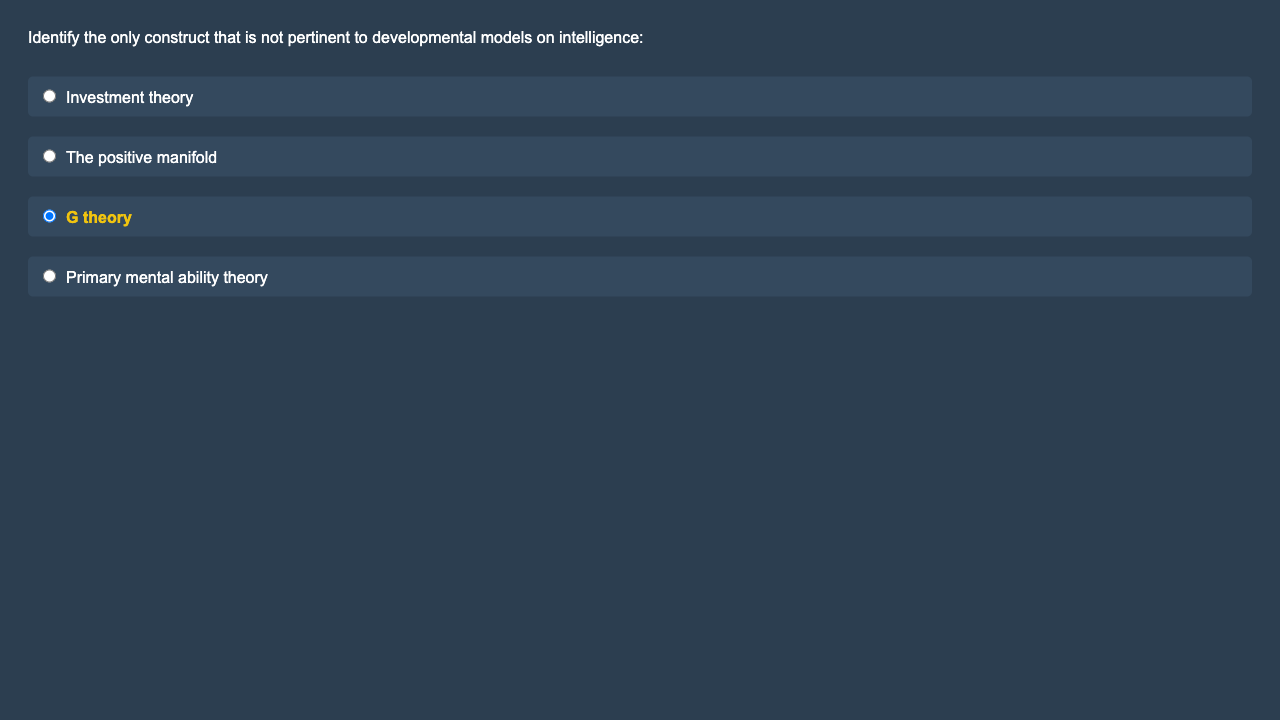 Identify the only construct that is not pertinent to developmental models on intelligence:
Investment theory
The positive manifold
G theory
Primary mental ability theory